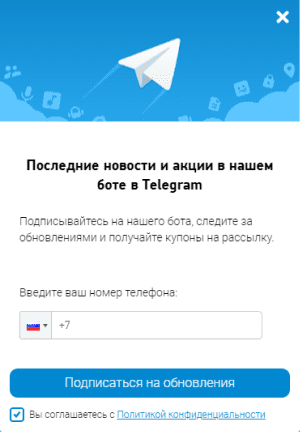 Последние новости и акции в нашем
боте в Telegram
Подписывайтесь на нашего бота, следите за
обновлениями и получайте купоны на рассылку.
Введите ваш номер телефона:
+7
Подписаться на обновления
Вы соглашаетесь с Политикой конфиденциальности